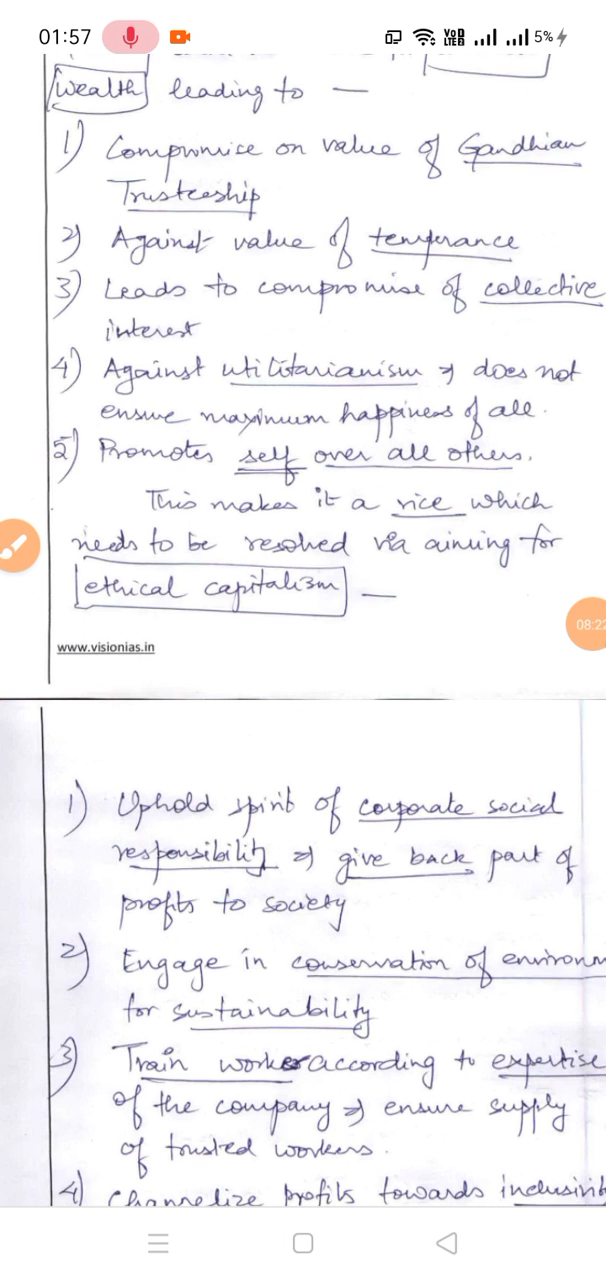 01:57
VoD
LTE2
5%
Wealth leading to —
1) Compromise on value of Gandhian
Trusteeship
2) Against value of temperance
3) Leads to compromise of collective
interest
4) Against utilitarianism ⇒ does not
ensure maximum happiness of all.
5) Promotes self over all others.
This makes it a vice which
needs to be resolved via aiming for
ethical capitalism —
08:22
www.visionias.in
1) Uphold spirit of corporate social
responsibility ⇒ give back part of
profits to society
2) Engage in conservation of environm
for sustainability
3) Train worker according to expertise
of the company ⇒ ensure supply
of trusted workers.
4) Channelize profits towards inclusivit